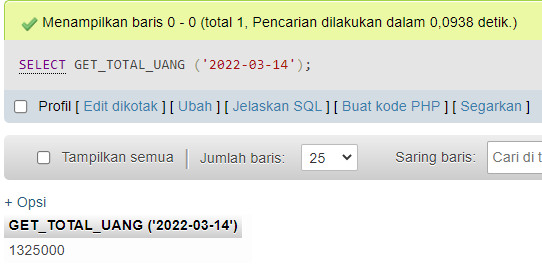 Menampilkan baris 0 - 0 (total 1, Pencarian dilakukan dalam 0,0938 detik.)
SELECT GET_TOTAL_UANG ('2022-03-14');
Profil [ Edit dikotak ] [ Ubah ] [ Jelaskan SQL ] [ Buat kode PHP ] [ Segarkan ]
Tampilkan semua | Jumlah baris: 25 Saring baris: Cari di t
+ Opsi
GET_TOTAL_UANG ('2022-03-14')
1325000